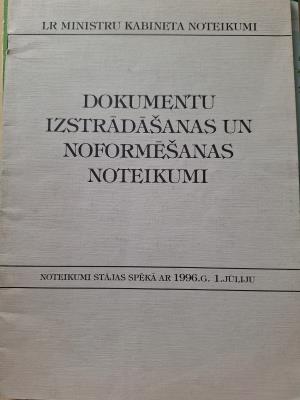 LR MINISTRU KABINETA NOTEIKUMI
DOKUMENTU
IZSTRĀDĀŠANAS UN
NOFORMĒŠANAS
NOTEIKUMI
NOTEIKUMI STĀJAS SPĒKĀ AR 1996.G. 1.JŪLIJU